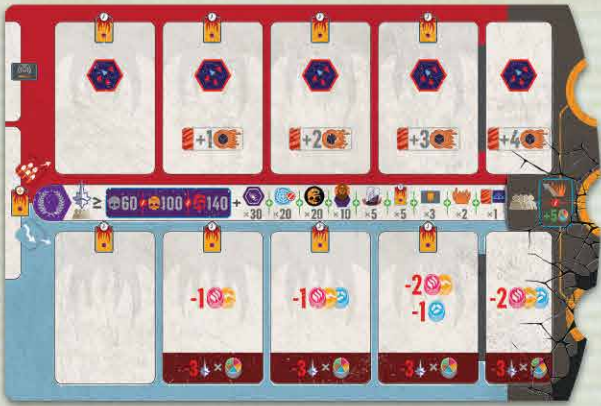 +1 +2 +3 +4
≥ 60 100 140 + ×30 + ×20 + ×20 + ×10 + ×5 + ×5 + ×3 + ×2 + ×1
+5
-1 -1 -2 -2
-1
-3 × -3 × -3 × -3 ×